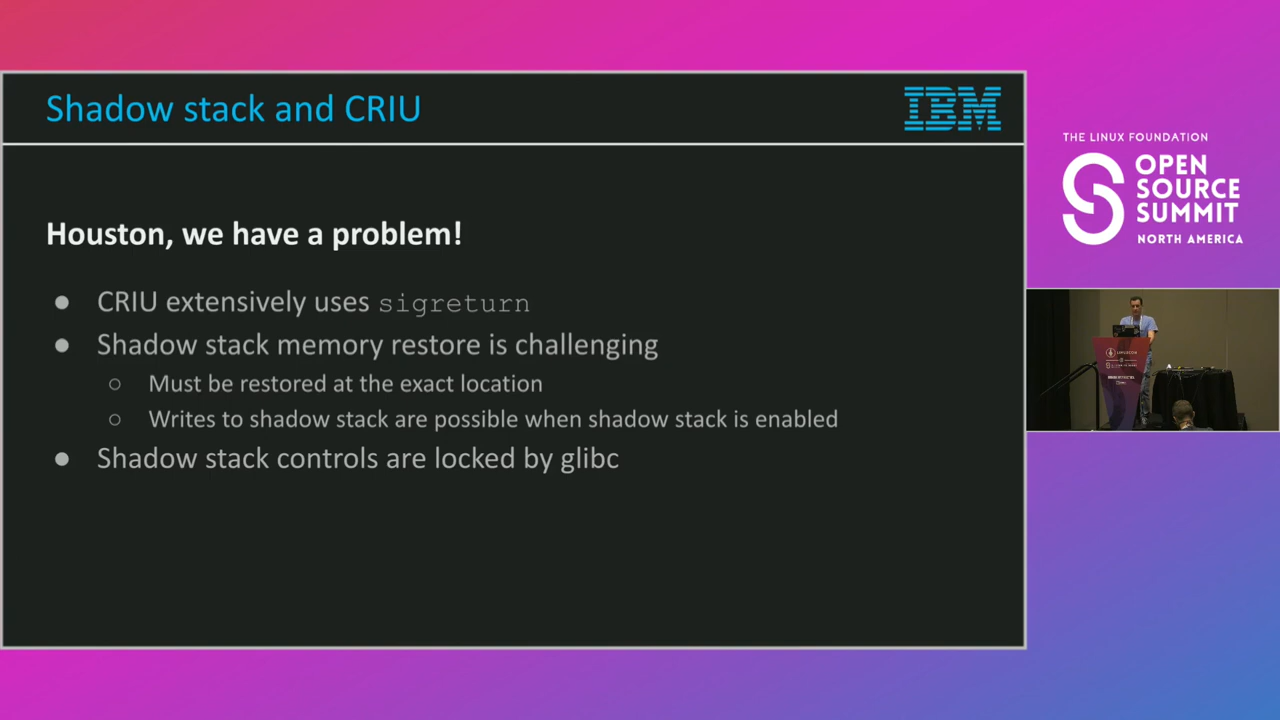 Shadow stack and CRIU
IBM
Houston, we have a problem!
● CRIU extensively uses sigreturn
● Shadow stack memory restore is challenging
○ Must be restored at the exact location
○ Writes to shadow stack are possible when shadow stack is enabled
● Shadow stack controls are locked by glibc
THE LINUX FOUNDATION
OPEN
SOURCE
SUMMIT
NORTH AMERICA